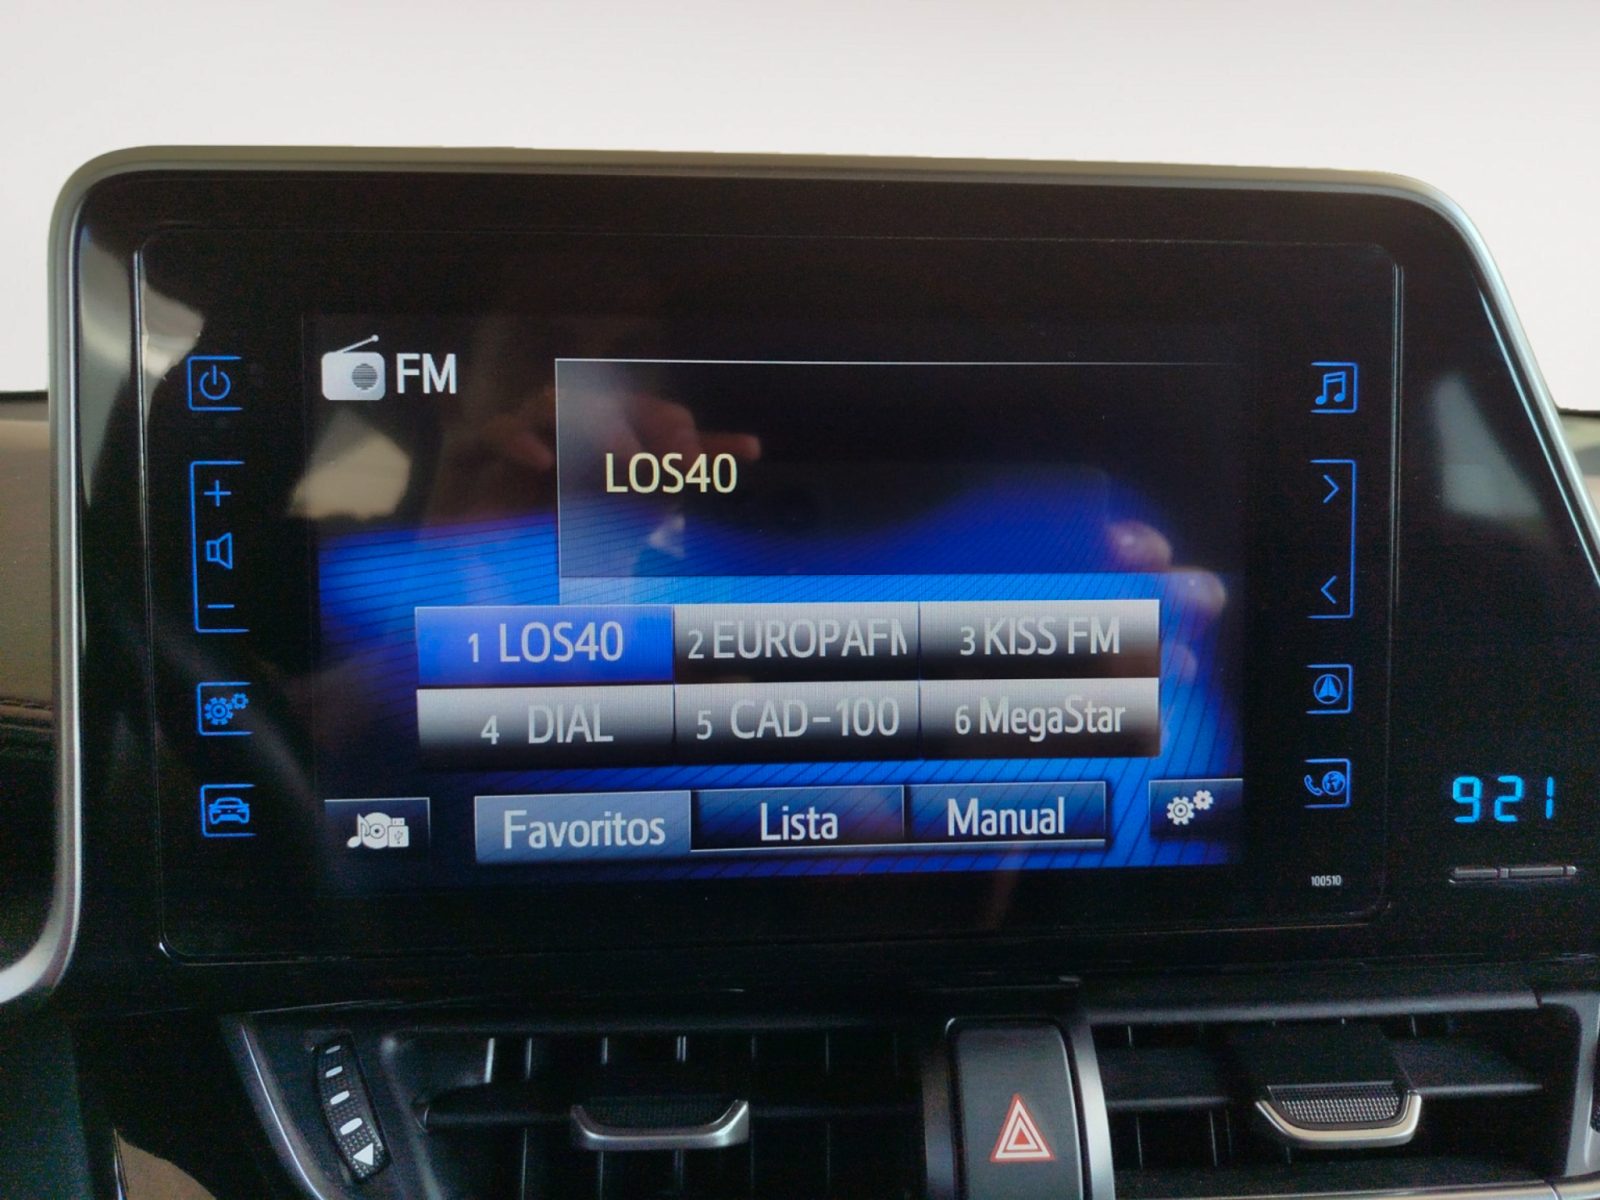 FM
LOS40
1 LOS40
2 EUROPAFM
3 KISS FM
4 DIAL
5 CAD-100
6 MegaStar
Favoritos
Lista
Manual
100510
921